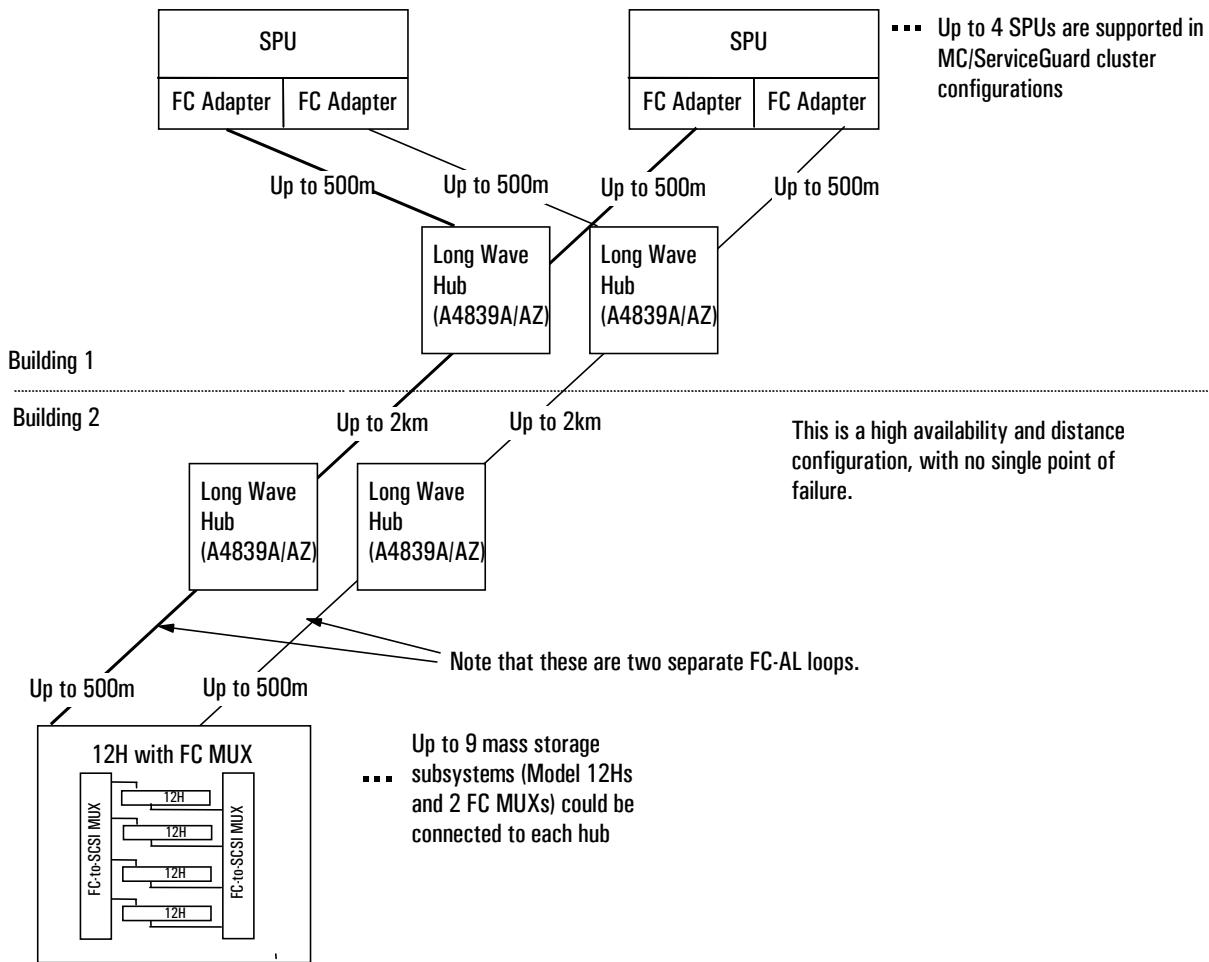 SPU
SPU
Up to 4 SPUs are supported in
MC/ServiceGuard cluster
configurations
FC Adapter
FC Adapter
FC Adapter
FC Adapter
Up to 500m
Up to 500m
Up to 500m
Up to 500m
Long Wave
Hub
(A4839A/AZ)
Long Wave
Hub
(A4839A/AZ)
Building 1
Building 2
Up to 2km
Up to 2km
This is a high availability and distance
configuration, with no single point of
failure.
Long Wave
Hub
(A4839A/AZ)
Long Wave
Hub
(A4839A/AZ)
Note that these are two separate FC-AL loops.
Up to 500m
Up to 500m
12H with FC MUX
FC-to-SCSI MUX
12H
12H
12H
12H
FC-to-SCSI MUX
Up to 9 mass storage
subsystems (Model 12Hs
and 2 FC MUXs) could be
connected to each hub